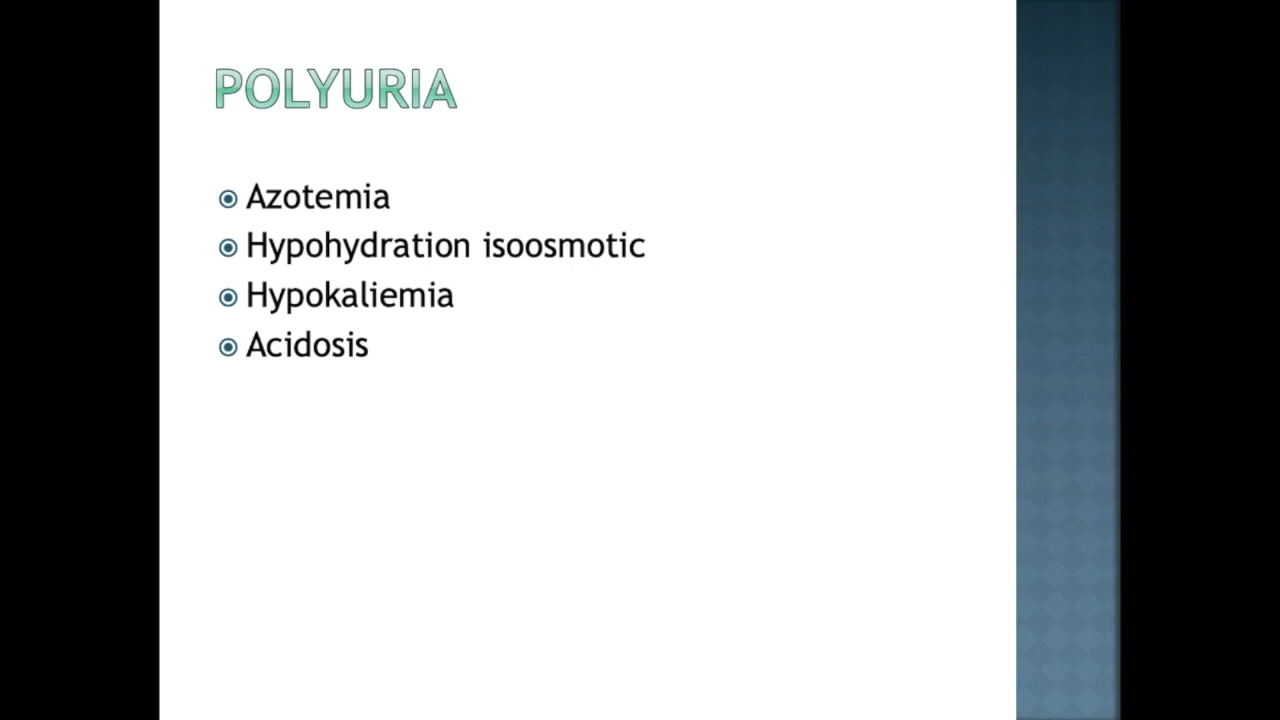 POLYURIA
Azotemia
Hypohydration isoosmotic
Hypokaliemia
Acidosis